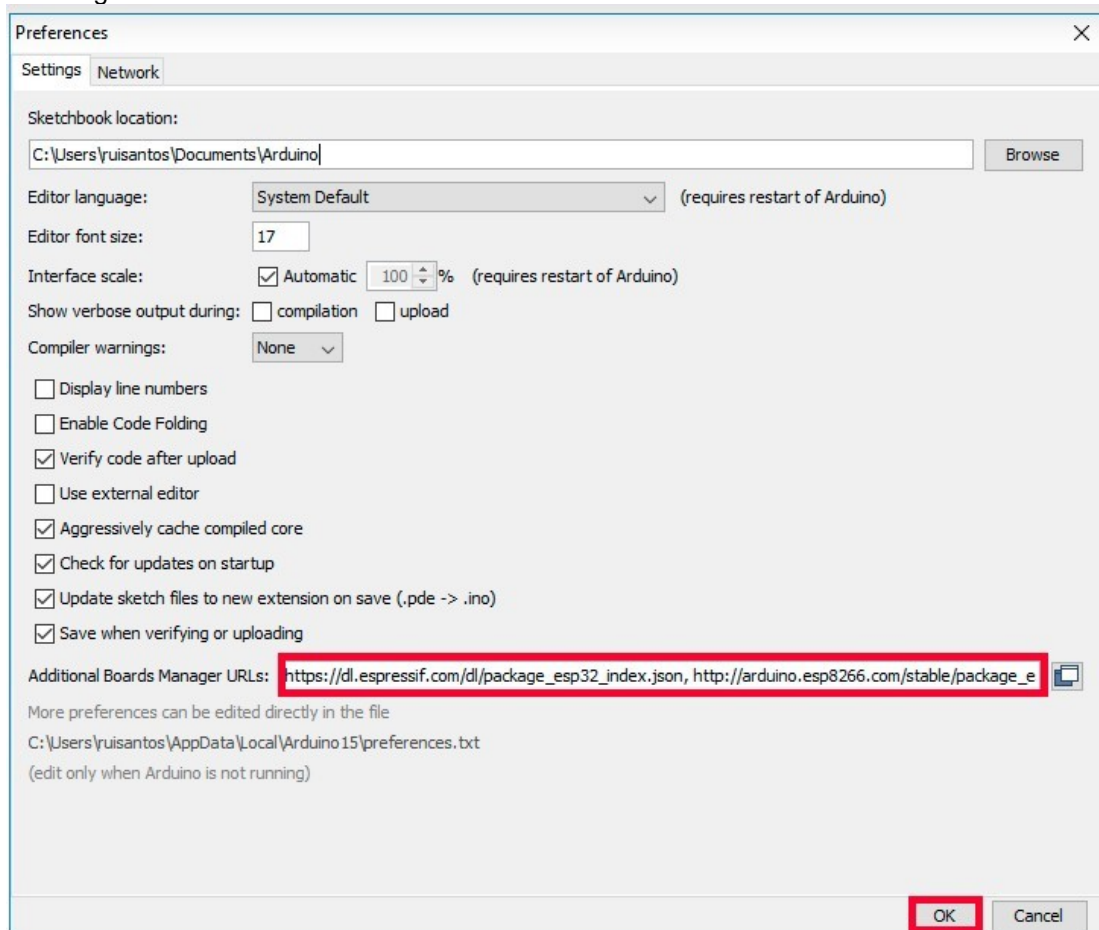 Preferences
Settings Network
Sketchbook location:
C:\Users\ruisantos\Documents\Arduino Browse
Editor language: System Default (requires restart of Arduino)
Editor font size: 17
Interface scale: Automatic 100 % (requires restart of Arduino)
Show verbose output during: compilation upload
Compiler warnings: None
Display line numbers
Enable Code Folding
Verify code after upload
Use external editor
Aggressively cache compiled core
Check for updates on startup
Update sketch files to new extension on save (.pde -> .ino)
Save when verifying or uploading
Additional Boards Manager URLs: https://dl.espressif.com/dl/package_esp32_index.json, http://arduino.esp8266.com/stable/package_e
More preferences can be edited directly in the file
C:\Users\ruisantos\AppData\Local\Arduino15\preferences.txt
(edit only when Arduino is not running)
OK Cancel